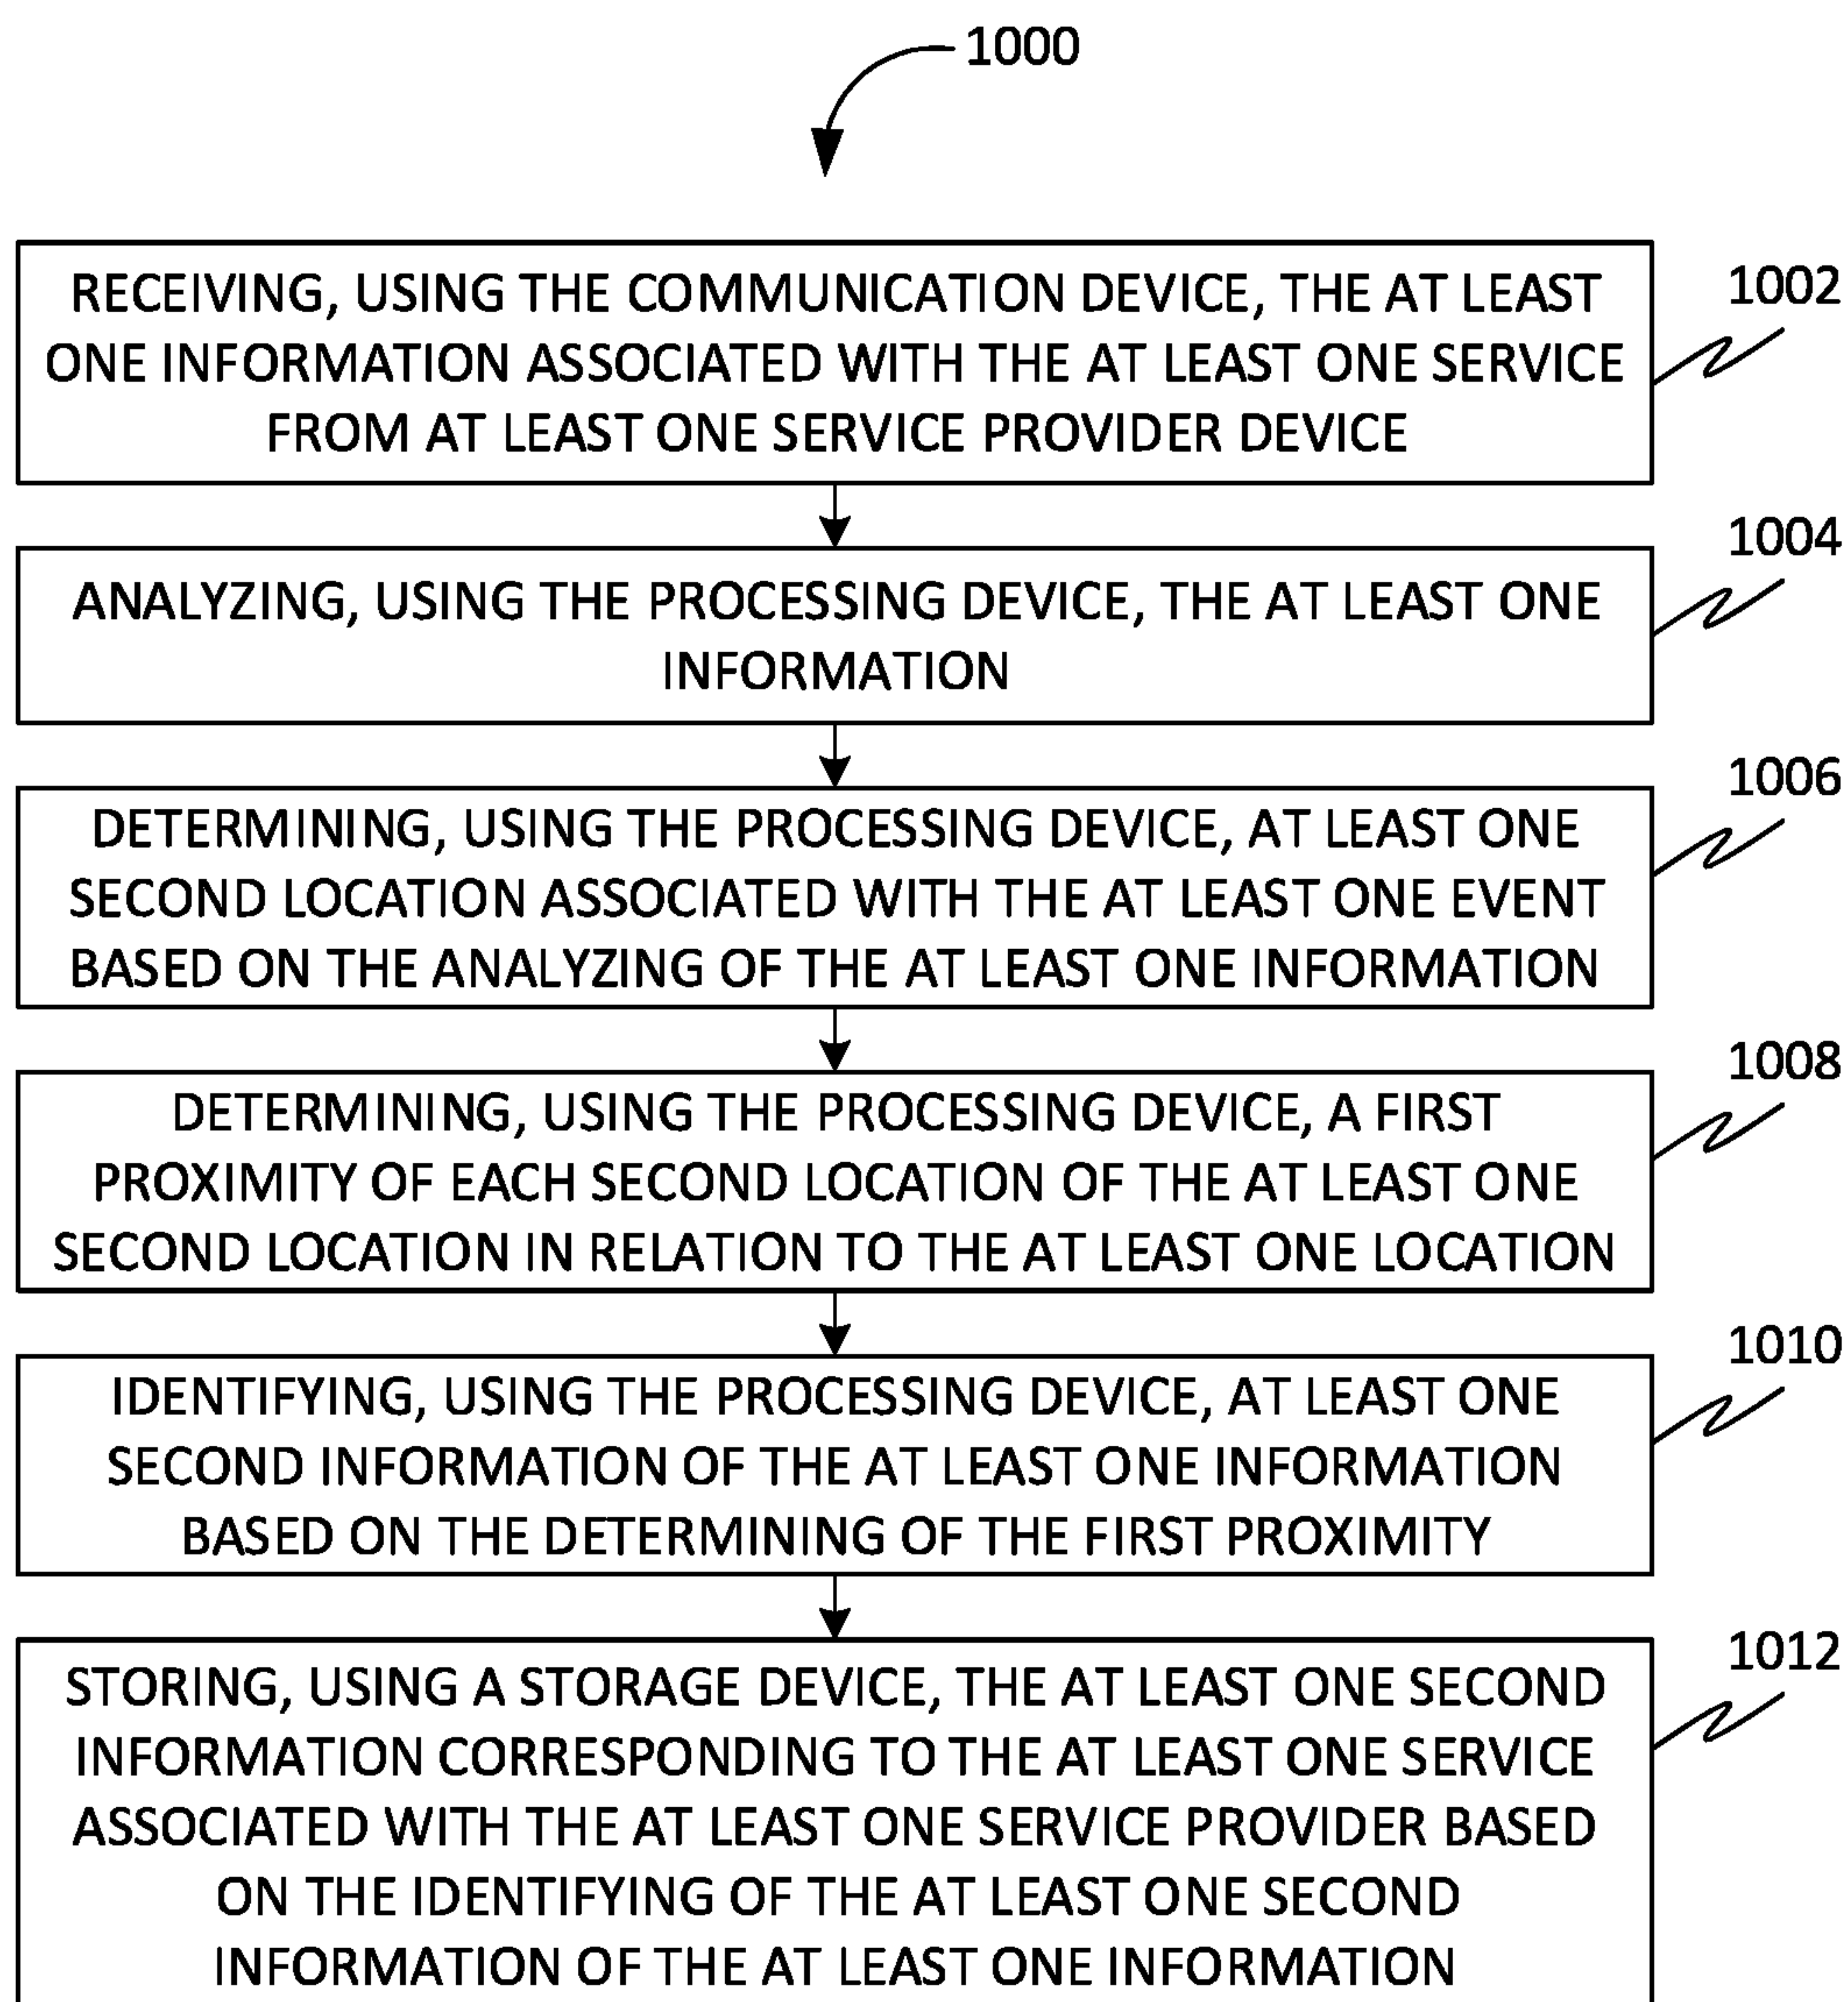 1000
RECEIVING, USING THE COMMUNICATION DEVICE, THE AT LEAST
ONE INFORMATION ASSOCIATED WITH THE AT LEAST ONE SERVICE
FROM AT LEAST ONE SERVICE PROVIDER DEVICE
1002
ANALYZING, USING THE PROCESSING DEVICE, THE AT LEAST ONE
INFORMATION
1004
DETERMINING, USING THE PROCESSING DEVICE, AT LEAST ONE
SECOND LOCATION ASSOCIATED WITH THE AT LEAST ONE EVENT
BASED ON THE ANALYZING OF THE AT LEAST ONE INFORMATION
1006
DETERMINING, USING THE PROCESSING DEVICE, A FIRST
PROXIMITY OF EACH SECOND LOCATION OF THE AT LEAST ONE
SECOND LOCATION IN RELATION TO THE AT LEAST ONE LOCATION
1008
IDENTIFYING, USING THE PROCESSING DEVICE, AT LEAST ONE
SECOND INFORMATION OF THE AT LEAST ONE INFORMATION
BASED ON THE DETERMINING OF THE FIRST PROXIMITY
1010
STORING, USING A STORAGE DEVICE, THE AT LEAST ONE SECOND
INFORMATION CORRESPONDING TO THE AT LEAST ONE SERVICE
ASSOCIATED WITH THE AT LEAST ONE SERVICE PROVIDER BASED
ON THE IDENTIFYING OF THE AT LEAST ONE SECOND
INFORMATION OF THE AT LEAST ONE INFORMATION
1012